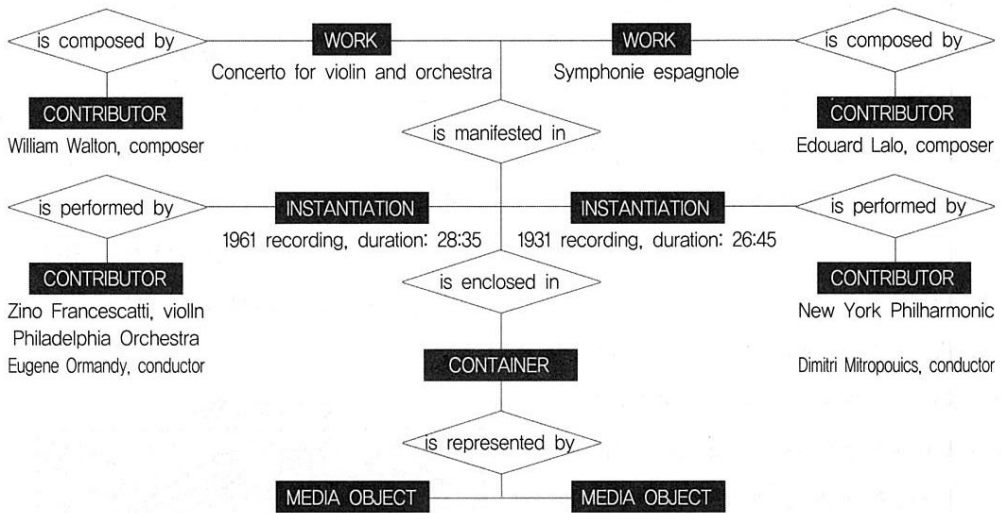 is composed by
WORK
WORK
is composed by
Concerto for violin and orchestra
Symphonie espagnole
CONTRIBUTOR
CONTRIBUTOR
William Walton, composer
is manifested in
Edouard Lalo, composer
is performed by
INSTANTIATION
INSTANTIATION
is performed by
1961 recording, duration: 28:35
1931 recording, duration: 26:45
CONTRIBUTOR
is enclosed in
CONTRIBUTOR
Zino Francescatti, violln
New York Philharmonic
Philadelphia Orchestra
Eugene Ormandy, conductor
CONTAINER
Dimitri Mitropouics, conductor
is represented by
MEDIA OBJECT
MEDIA OBJECT